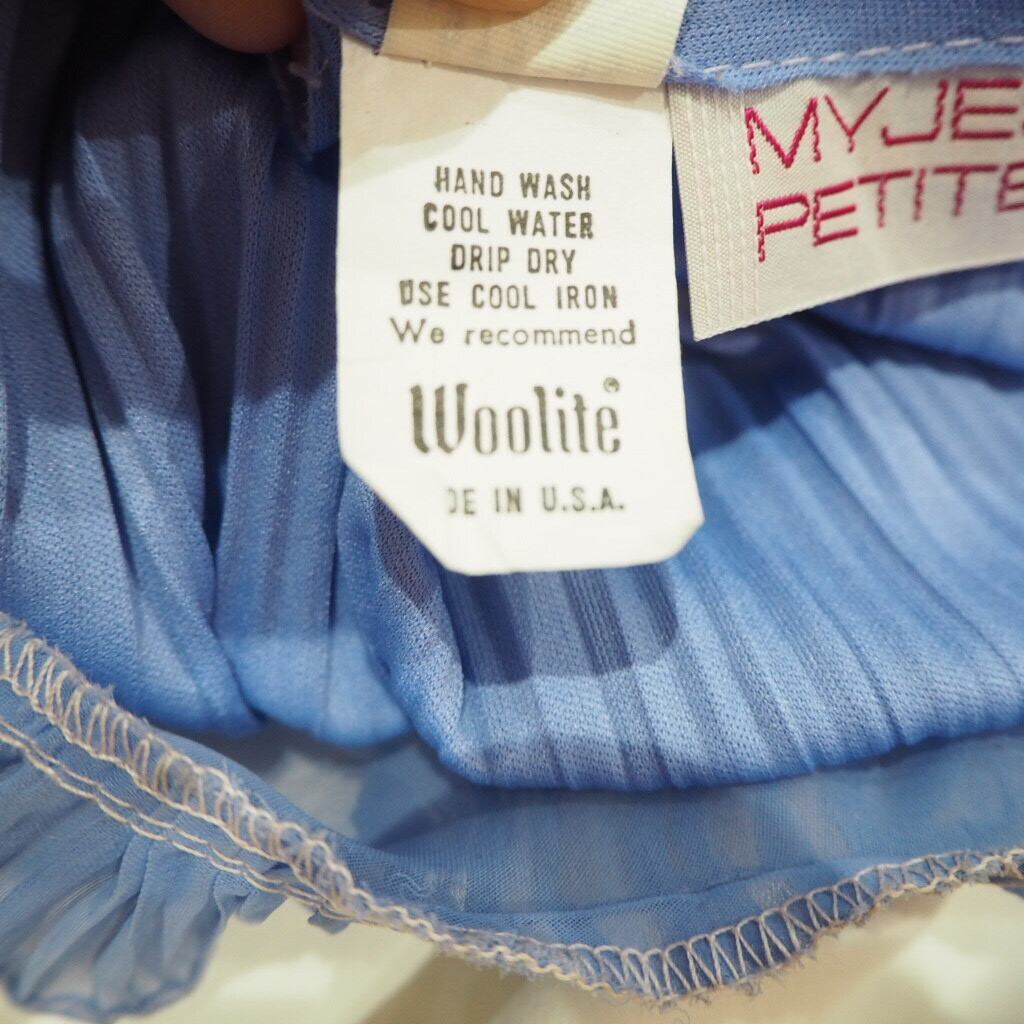 HAND WASH
COOL WATER
DRIP DRY
USE COOL IRON
We recommend
Woolite®
DE IN U.S.A.
MYJE
PETITE